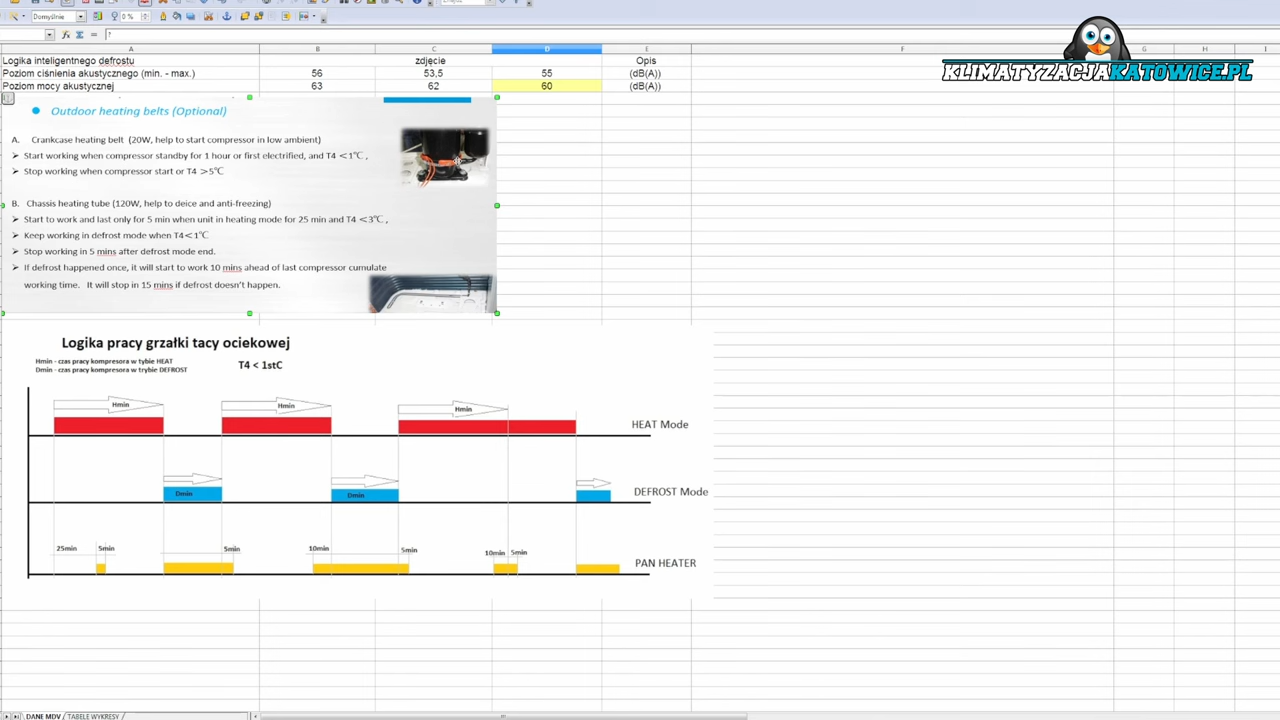 Domyślnie
0 %
?
A B C D E F G H
KLIMATYZACJAKATOWICE.PL
Logika inteligentnego defrostu zdjęcie Opis
Poziom ciśnienia akustycznego (min. - max.) 56 53,5 55 (dB(A))
Poziom mocy akustycznej 63 62 60 (dB(A))
Outdoor heating belts (Optional)
A. Crankcase heating belt (20W, help to start compressor in low ambient)
Start working when compressor standby for 1 hour or first electrified, and T4 <1℃,
Stop working when compressor start or T4 >5℃
B. Chassis heating tube (120W, help to deice and anti-freezing)
Start to work and last only for 5 min when unit in heating mode for 25 min and T4 <3℃,
Keep working in defrost mode when T4<1℃
Stop working in 5 mins after defrost mode end.
If defrost happened once, it will start to work 10 mins ahead of last compressor cumulate
working time. It will stop in 15 mins if defrost doesn't happen.
Logika pracy grzałki tacy ociekowej
Hmin - czas pracy kompresora w tybie HEAT
Dmin - czas pracy kompresora w trybie DEFROST
T4 < 1stC
Hmin Hmin Hmin
HEAT Mode
Dmin Dmin
DEFROST Mode
25min 5min 5min 10min 5min 10min 5min
PAN HEATER
DANE MDV TABELE WYKRESY